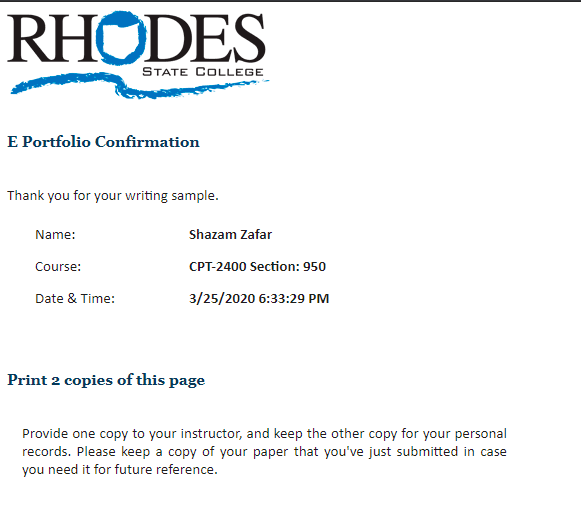 RHODES
STATE COLLEGE
E Portfolio Confirmation
Thank you for your writing sample.
Name: Shazam Zafar
Course: CPT-2400 Section: 950
Date & Time: 3/25/2020 6:33:29 PM
Print 2 copies of this page
Provide one copy to your instructor, and keep the other copy for your personal
records. Please keep a copy of your paper that you've just submitted in case
you need it for future reference.